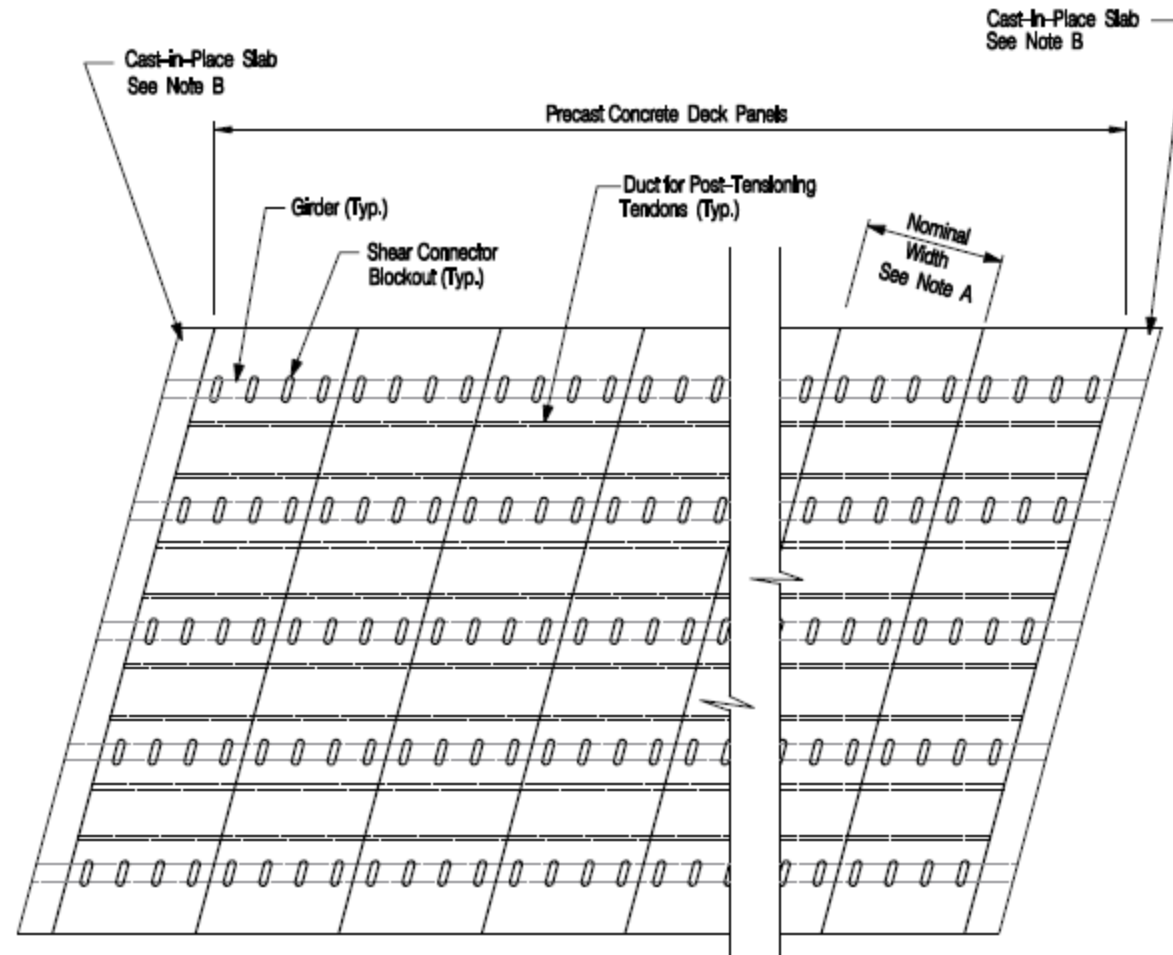 Cast-in-Place Slab
See Note B
Cast-in-Place Slab
See Note B
Precast Concrete Deck Panels
Girder (Typ.)
Duct for Post-Tensioning
Tendons (Typ.)
Shear Connector
Blockout (Typ.)
Nominal
Width
See Note A